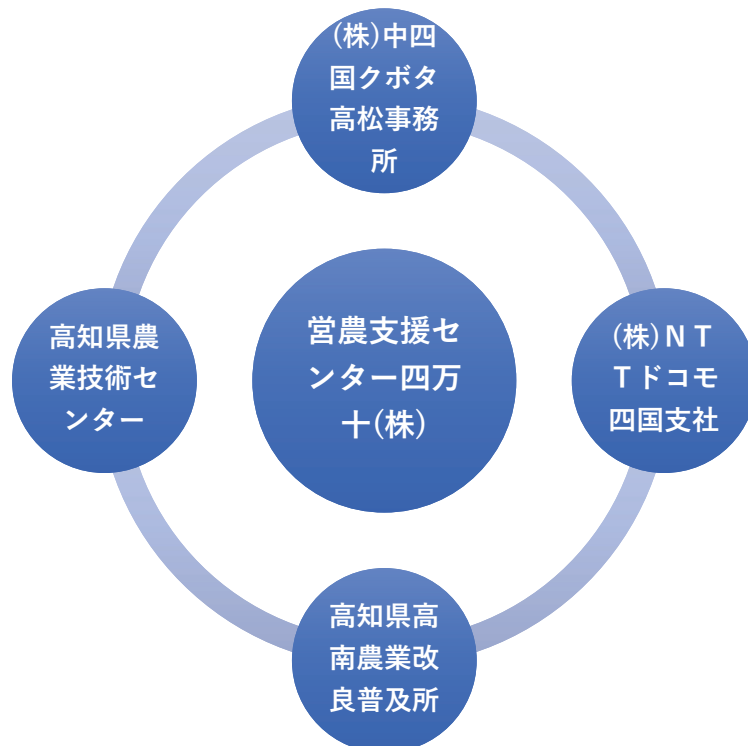 (株)中四
国クボタ
高松事務
所
高知県農
業技術セ
ンター
営農支援セ
ンター四万
十(株)
(株)ＮＴ
Ｔドコモ
四国支社
高知県高
南農業改
良普及所